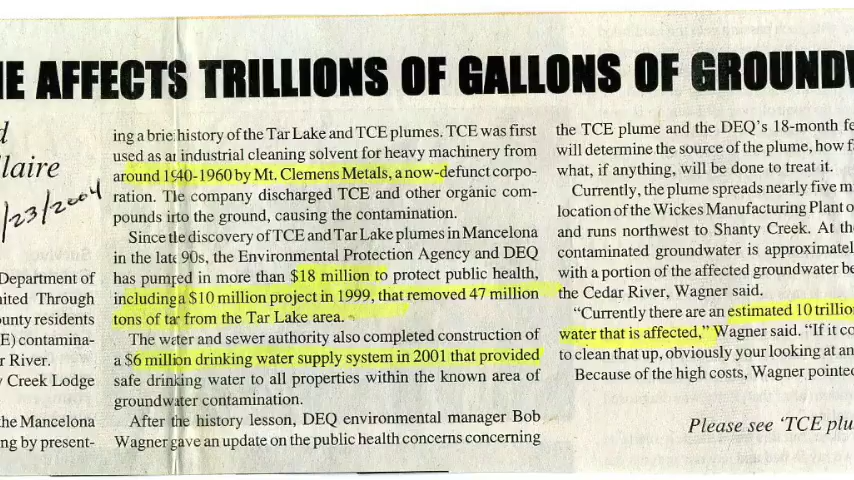 IE AFFECTS TRILLIONS OF GALLONS OF GROUNDW
d
laire
/23/2004
Department of
ited Through
ounty residents
E) contamina-
r River.
y Creek Lodge
the Mancelona
ng by present-
ing a brief history of the Tar Lake and TCE plumes. TCE was first
used as an industrial cleaning solvent for heavy machinery from
around 1940-1960 by Mt. Clemens Metals, a now-defunct corpo-
ration. The company discharged TCE and other organic com-
pounds into the ground, causing the contamination.
Since the discovery of TCE and Tar Lake plumes in Mancelona
in the late 90s, the Environmental Protection Agency and DEQ
has pumped in more than $18 million to protect public health,
including a $10 million project in 1999, that removed 47 million
tons of tar from the Tar Lake area.
The water and sewer authority also completed construction of
a $6 million drinking water supply system in 2001 that provided
safe drinking water to all properties within the known area of
groundwater contamination.
After the history lesson, DEQ environmental manager Bob
Wagner gave an update on the public health concerns concerning
the TCE plume and the DEQ's 18-month fe
will determine the source of the plume, how f
what, if anything, will be done to treat it.
Currently, the plume spreads nearly five m
location of the Wickes Manufacturing Plant o
and runs northwest to Shanty Creek. At the
contaminated groundwater is approximatel
with a portion of the affected groundwater be
the Cedar River, Wagner said.
"Currently there are an estimated 10 trillio
water that is affected," Wagner said. "If it co
to clean that up, obviously your looking at an
Because of the high costs, Wagner pointed
Please see 'TCE plu